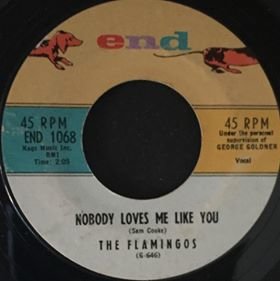 end
45 RPM
END 1068
Kags Music Inc.
BMI
Time: 2:05
45 RPM
Under the personal
supervision of
GEORGE GOLDNER
Vocal
NOBODY LOVES ME LIKE YOU
(Sam Cooke)
THE FLAMINGOS
(G-646)